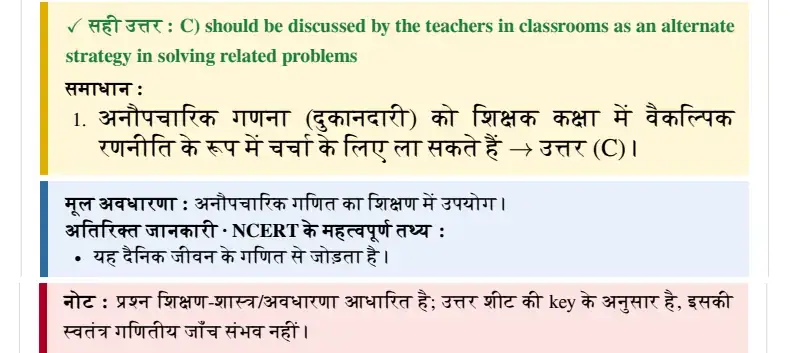 ✓ सही उत्तर : C) should be discussed by the teachers in classrooms as an alternate
strategy in solving related problems
समाधान :
1. अनौपचारिक गणना (दुकानदारी) को शिक्षक कक्षा में वैकल्पिक
रणनीति के रूप में चर्चा के लिए ला सकते हैं → उत्तर (C)।
मूल अवधारणा : अनौपचारिक गणित का शिक्षण में उपयोग।
अतिरिक्त जानकारी · NCERT के महत्वपूर्ण तथ्य :
• यह दैनिक जीवन के गणित से जोड़ता है।
नोट : प्रश्न शिक्षण-शास्त्र/अवधारणा आधारित है; उत्तर शीट की key के अनुसार है, इसकी
स्वतंत्र गणितीय जाँच संभव नहीं।